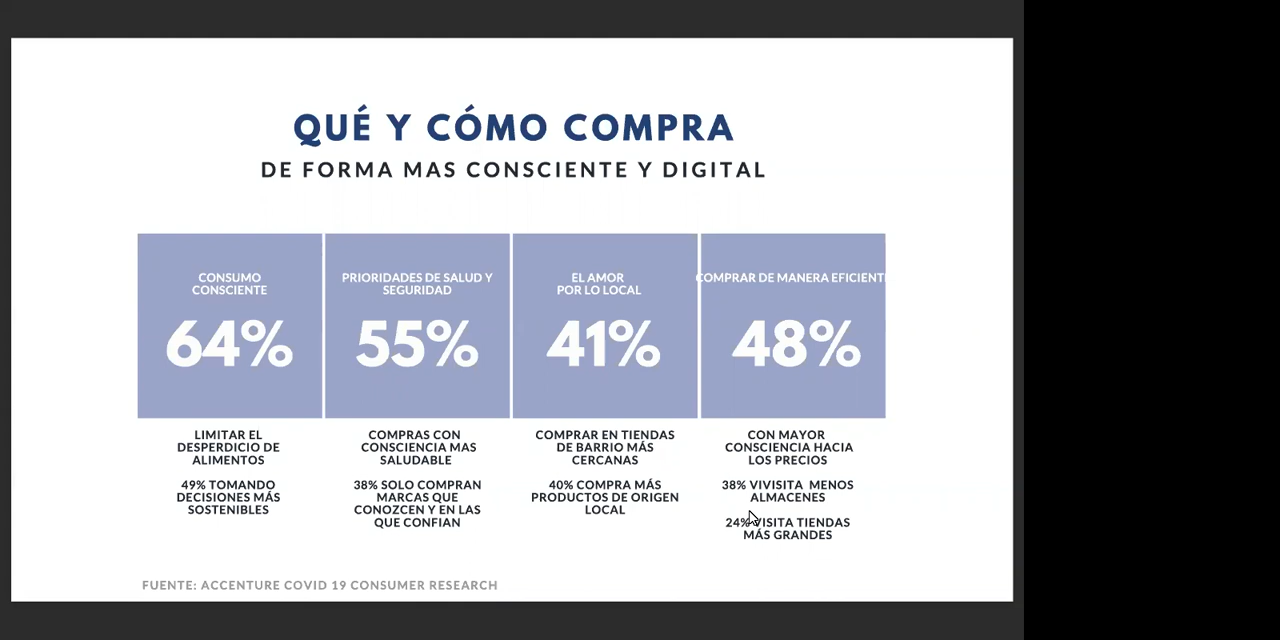 QUÉ Y CÓMO COMPRA
DE FORMA MAS CONSCIENTE Y DIGITAL
CONSUMO
CONSCIENTE
64%
LIMITAR EL
DESPERDICIO DE
ALIMENTOS
49% TOMANDO
DECISIONES MÁS
SOSTENIBLES
PRIORIDADES DE SALUD Y
SEGURIDAD
55%
COMPRAS CON
CONSCIENCIA MAS
SALUDABLE
38% SOLO COMPRAN
MARCAS QUE
CONOZCEN Y EN LAS
QUE CONFIAN
EL AMOR
POR LO LOCAL
41%
COMPRAR EN TIENDAS
DE BARRIO MÁS
CERCANAS
40% COMPRA MÁS
PRODUCTOS DE ORIGEN
LOCAL
COMPRAR DE MANERA EFICIENTE
48%
CON MAYOR
CONSCIENCIA HACIA
LOS PRECIOS
38% VIVISITA MENOS
ALMACENES
24% VISITA TIENDAS
MÁS GRANDES
FUENTE: ACCENTURE COVID 19 CONSUMER RESEARCH